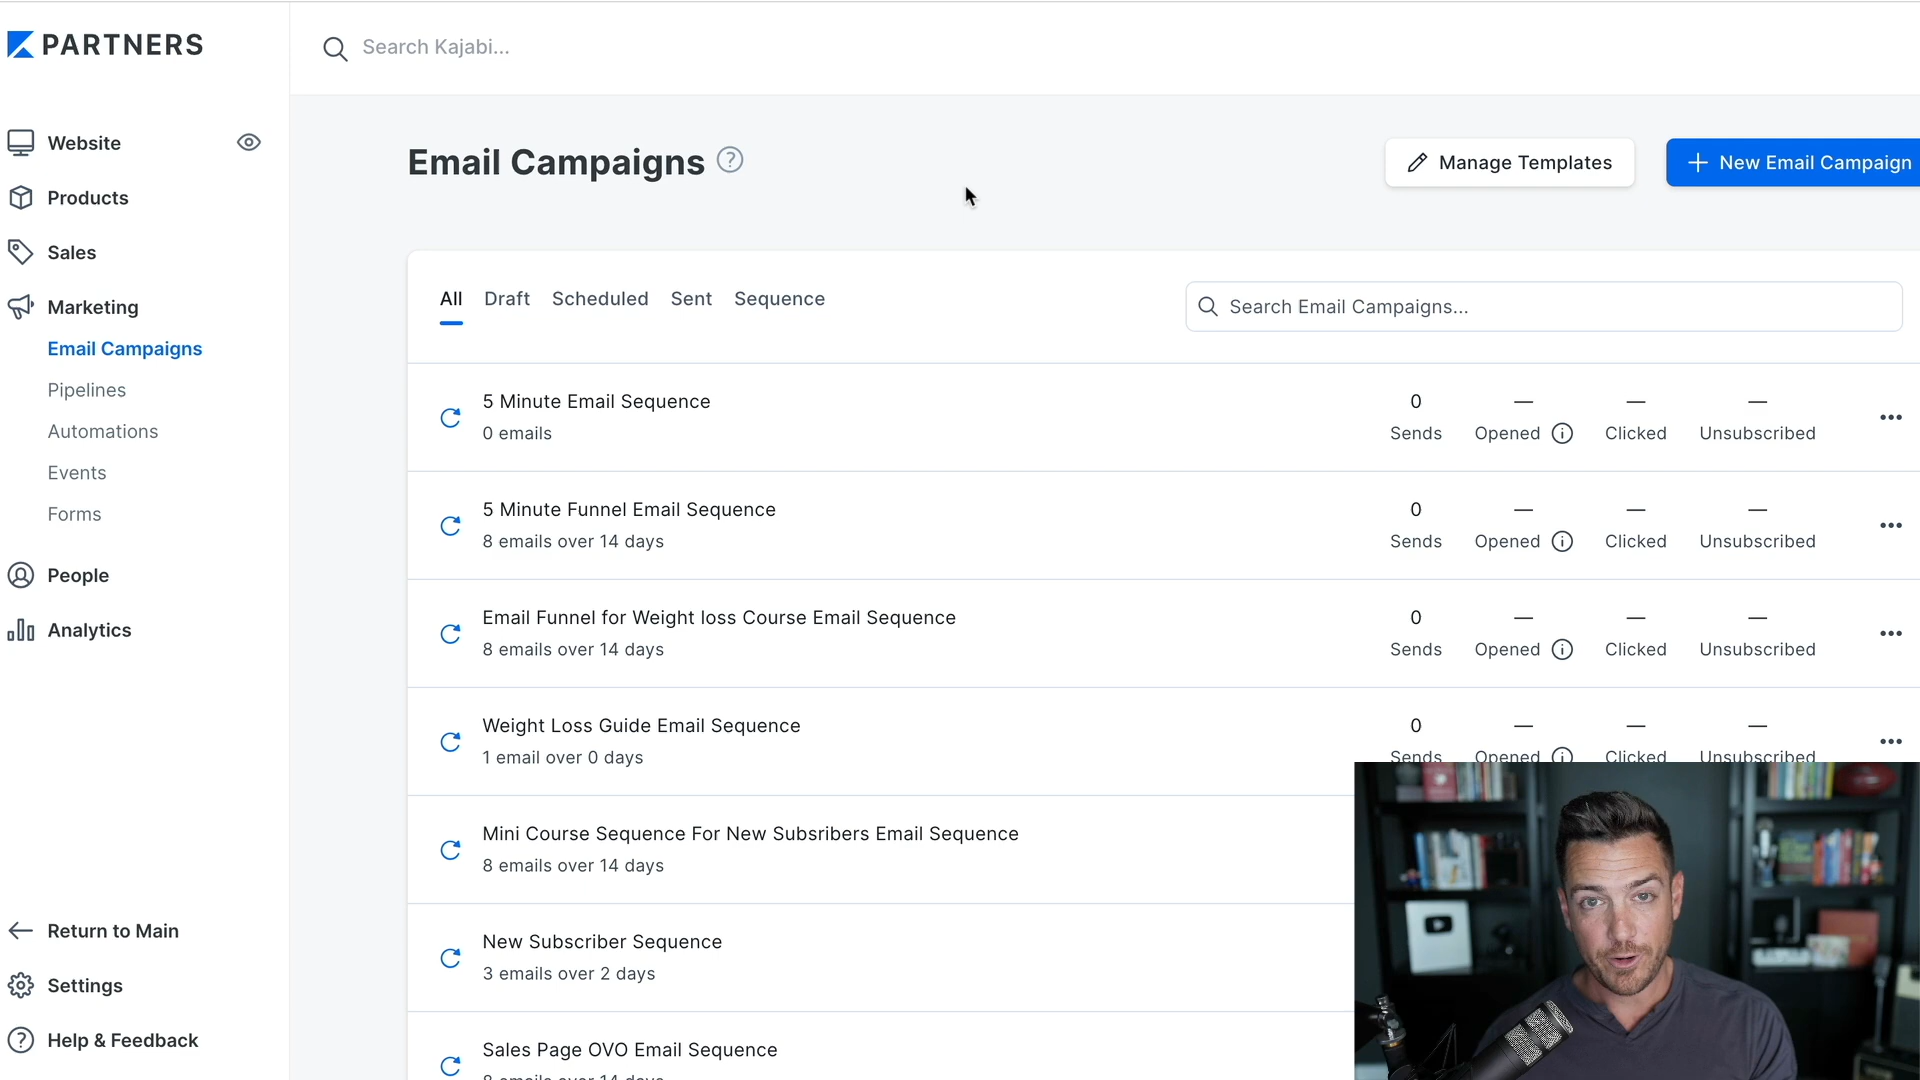 PARTNERS
Search Kajabi...
Website
Products
Sales
Marketing
Email Campaigns
Pipelines
Automations
Events
Forms
People
Analytics
Return to Main
Settings
Help & Feedback
Email Campaigns
Manage Templates
New Email Campaign
All Draft Scheduled Sent Sequence
Search Email Campaigns...
5 Minute Email Sequence
0 emails
0 — — —
Sends Opened Clicked Unsubscribed
5 Minute Funnel Email Sequence
8 emails over 14 days
0 — — —
Sends Opened Clicked Unsubscribed
Email Funnel for Weight loss Course Email Sequence
8 emails over 14 days
0 — — —
Sends Opened Clicked Unsubscribed
Weight Loss Guide Email Sequence
1 email over 0 days
0 — — —
Sends Opened Clicked Unsubscribed
Mini Course Sequence For New Subsribers Email Sequence
8 emails over 14 days
New Subscriber Sequence
3 emails over 2 days
Sales Page OVO Email Sequence
8 emails over 14 days